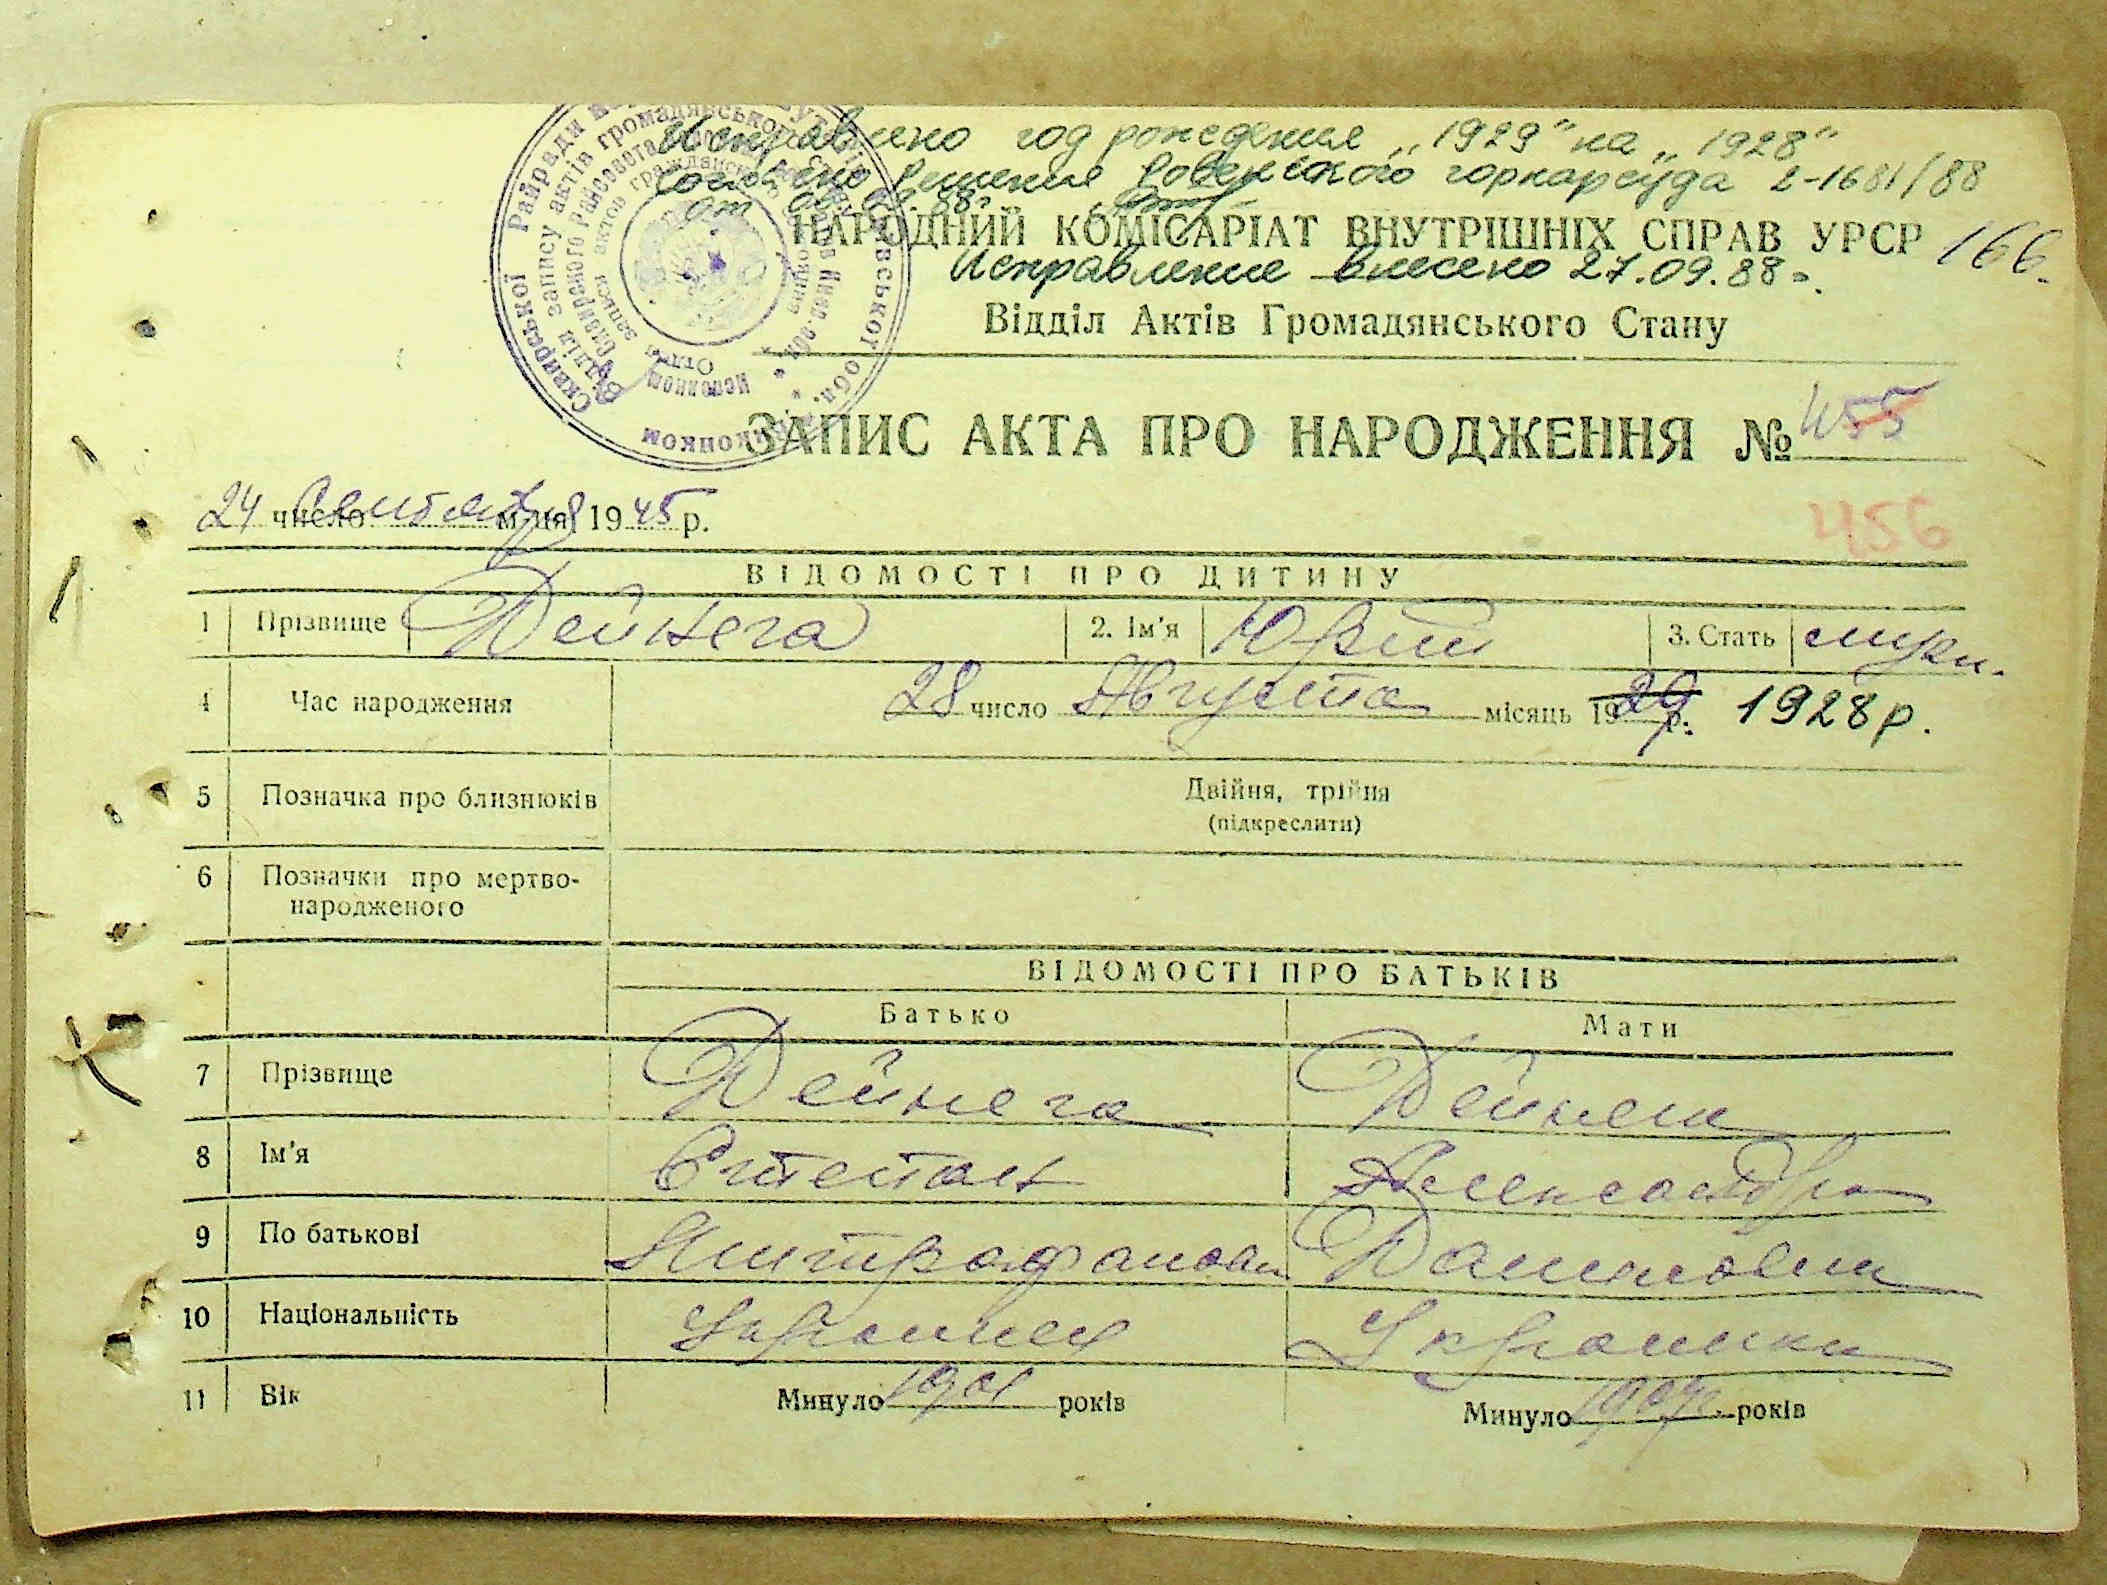 Исправлено год рождения „1929" на „1928"
согласно решения Ровенского горнарсуда 2-1681/88
от 88г
НАРОДНИЙ КОМІСАРІАТ ВНУТРІШНІХ СПРАВ УРСР 166.
Исправление внесено 27.09.88г.
Відділ Актів Громадянського Стану
ЗАПИС АКТА ПРО НАРОДЖЕННЯ № 455
456
24 число сентября м-ця 1945 р.
ВІДОМОСТІ ПРО ДИТИНУ
1 Прізвище Дейнега 2. Ім'я Юрий 3. Стать муж.
4 Час народження 28 число Августа місяць 1929 р. 1928 р.
5 Позначка про близнюків Двійня, трійня
(підкреслити)
6 Позначки про мертво-
народженого
ВІДОМОСТІ ПРО БАТЬКІВ
Батько Мати
7 Прізвище Дейнега Дейнега
8 Ім'я Степан Александра
9 По батькові Митрофанови Даниловна
10 Національність Украинец Украинка
11 Вік Минуло 1901 років Минуло років